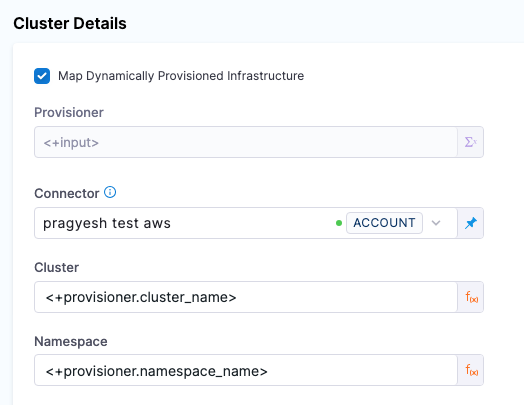 Cluster Details
Map Dynamically Provisioned Infrastructure
Provisioner
<+input>
Σx
Connector
pragyesh test aws
ACCOUNT
Cluster
<+provisioner.cluster_name>
f(x)
Namespace
<+provisioner.namespace_name>
f(x)